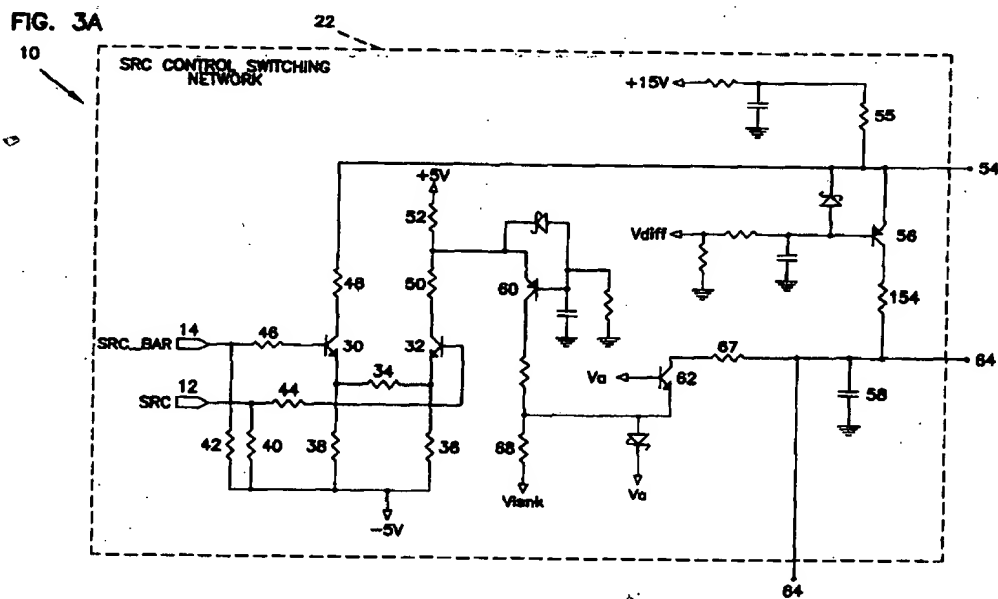 FIG. 3A
10
22
SRC CONTROL SWITCHING
NETWORK
+15V
55
54
+5V
52
Vdiff
56
48
50
60
154
SRC_BAR
14
46
30
32
67
64
SRC
12
44
34
Va
62
58
42
40
38
36
68
Vtank
Va
-5V
64